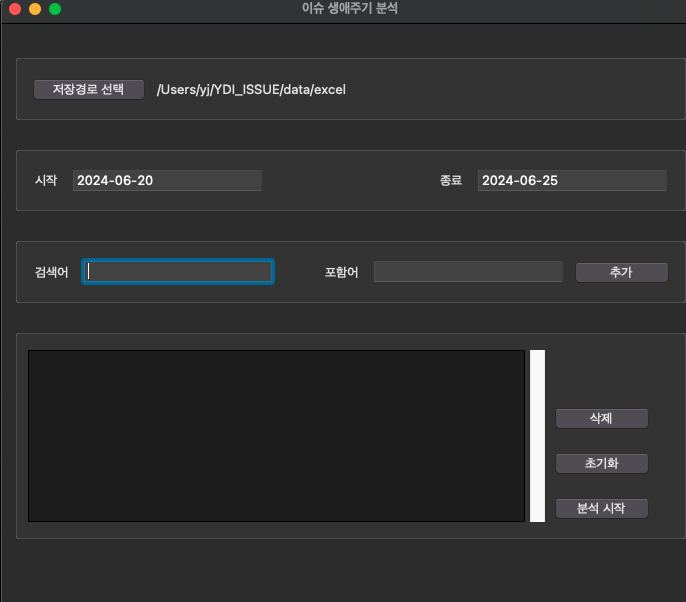 이슈 생애주기 분석
저장경로 선택 /Users/yj/YDI_ISSUE/data/excel
시작 2024-06-20 종료 2024-06-25
검색어 포함어 추가
삭제
초기화
분석 시작